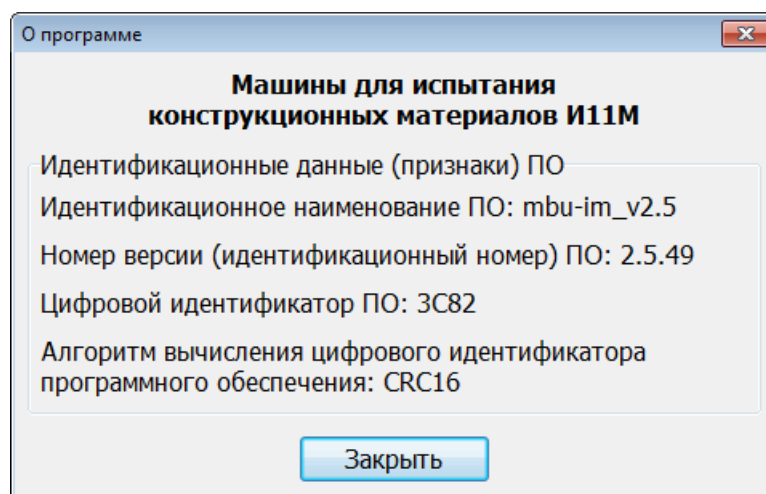 О программе
Машины для испытания
конструкционных материалов И11М
Идентификационные данные (признаки) ПО
Идентификационное наименование ПО: mbu-im_v2.5
Номер версии (идентификационный номер) ПО: 2.5.49
Цифровой идентификатор ПО: 3C82
Алгоритм вычисления цифрового идентификатора
программного обеспечения: CRC16
Закрыть